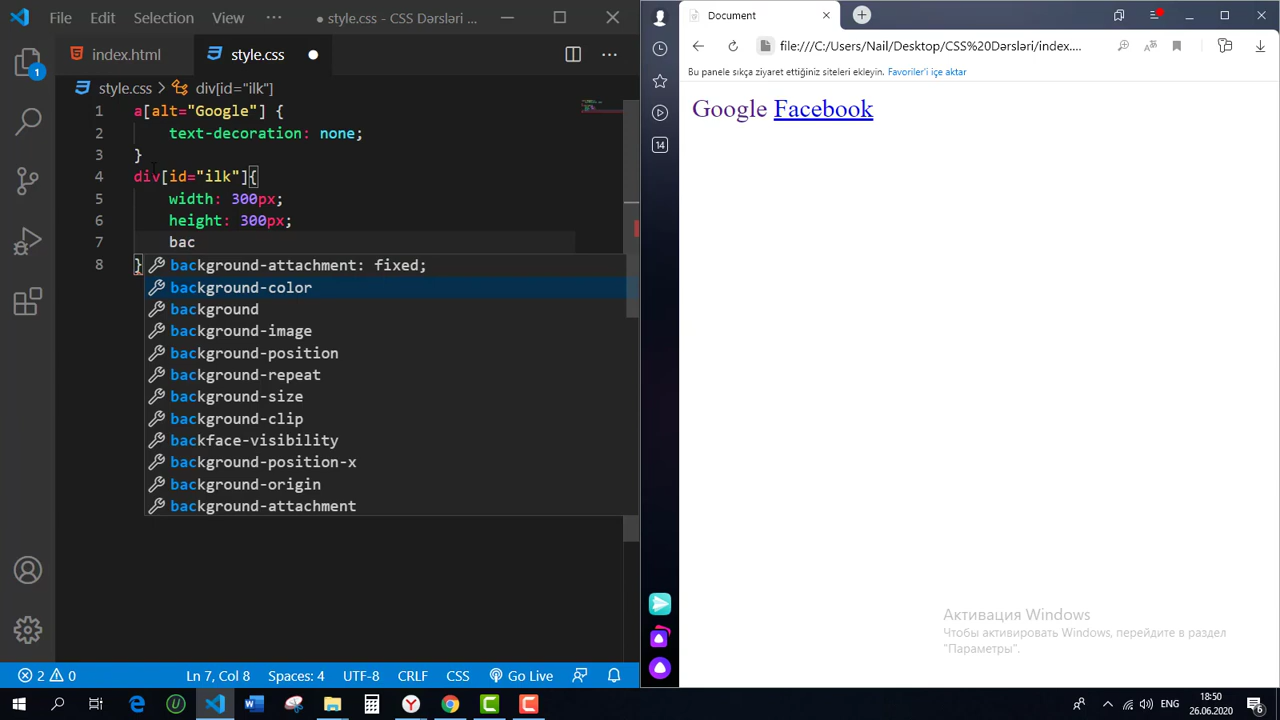 File Edit Selection View ··· ● style.css - CSS Dərsləri - ...
index.html style.css ●
style.css > div[id="ilk"]
1 a[alt="Google"] {
2 text-decoration: none;
3 }
4 div[id="ilk"]{
5 width: 300px;
6 height: 300px;
7 bac
8 }
background-attachment: fixed;
background-color
background
background-image
background-position
background-repeat
background-size
background-clip
backface-visibility
background-position-x
background-origin
background-attachment
1
2 0 Ln 7, Col 8 Spaces: 4 UTF-8 CRLF CSS Go Live
Document
file:///C:/Users/Nail/Desktop/CSS%20Dərsləri/index....
Bu panele sıkça ziyaret ettiğiniz siteleri ekleyin. Favoriler'i içe aktar
Google Facebook
14
Активация Windows
Чтобы активировать Windows, перейдите в раздел
"Параметры".
ENG 18:50
26.06.2020 6